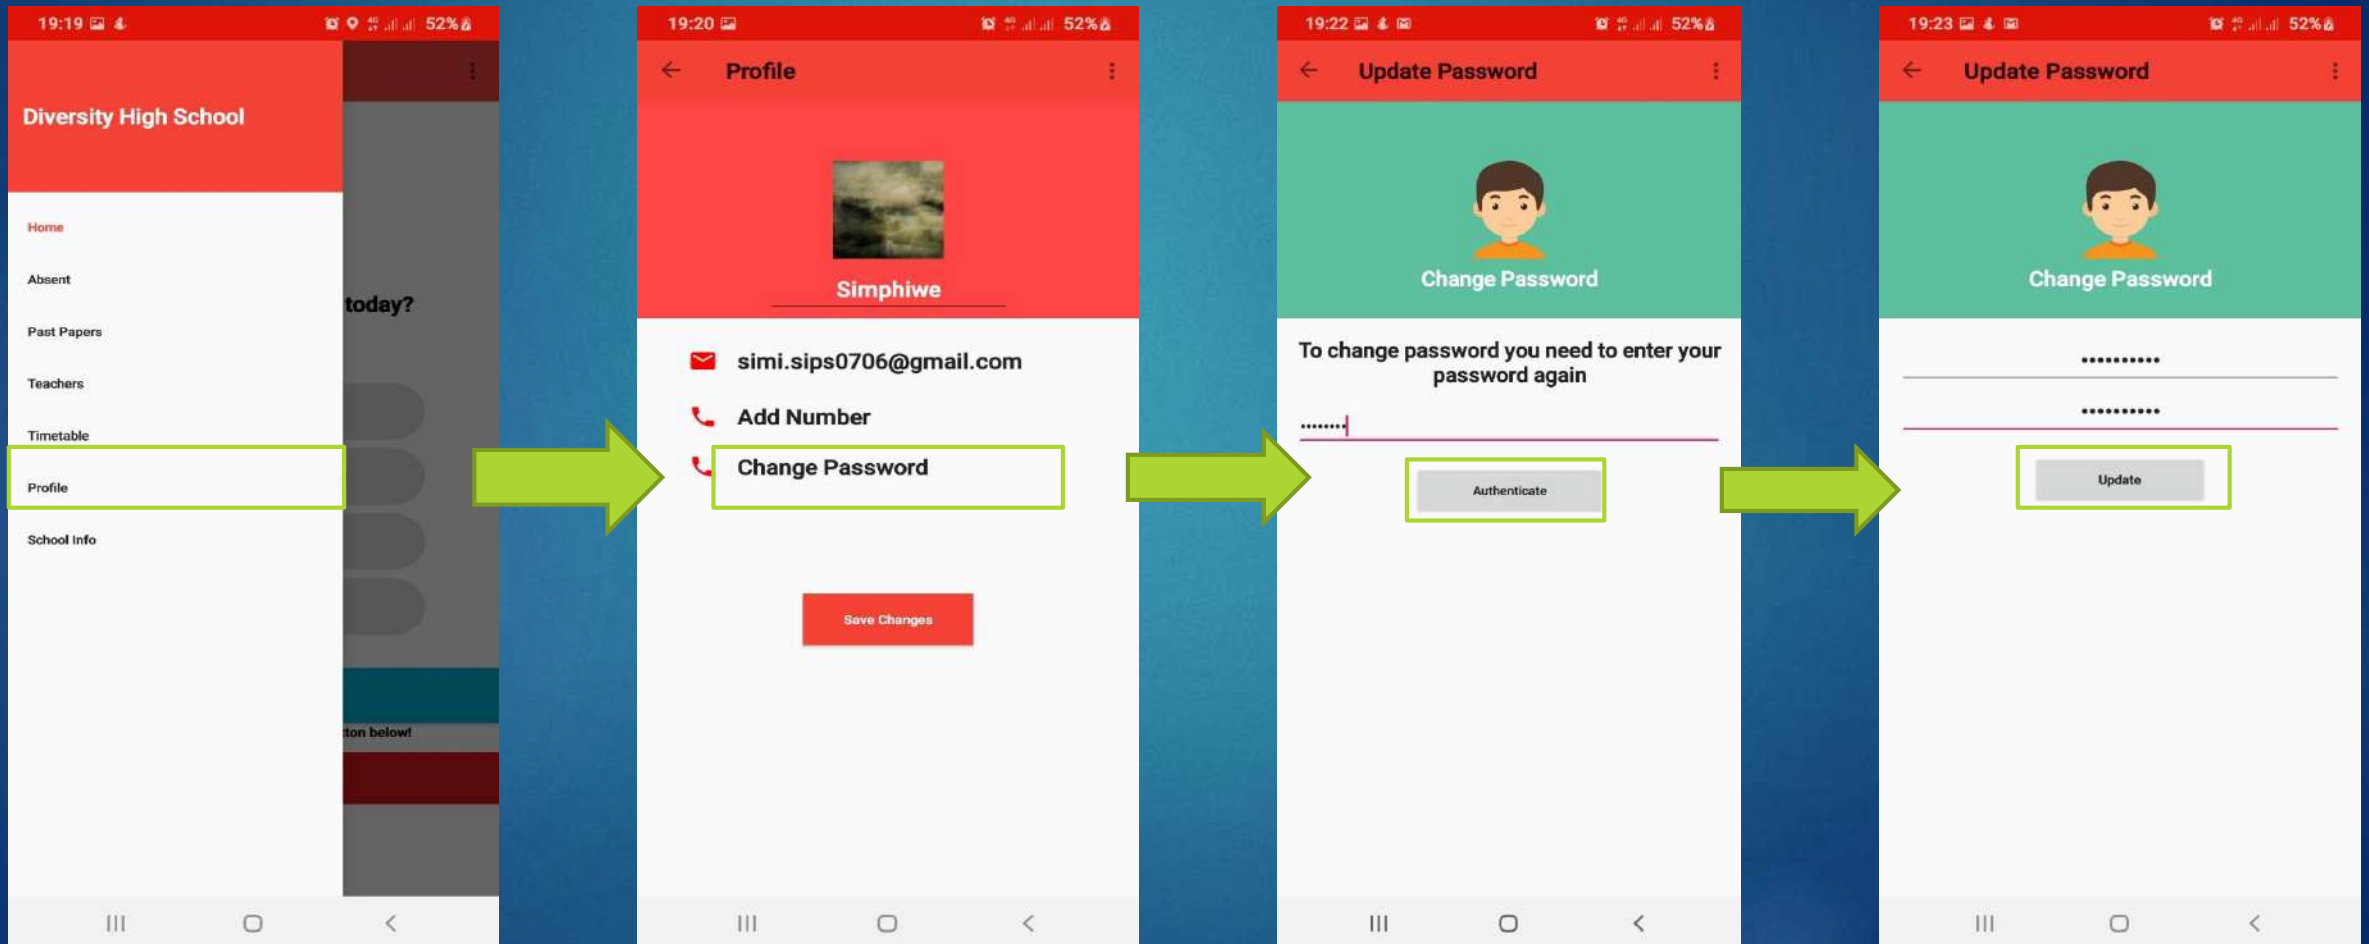 19:19
52%
Diversity High School
Home
Absent
Past Papers
Teachers
Timetable
Profile
School Info
today?
ton below!
19:20
4G
52%
Profile
Simphiwe
simi.sips0706@gmail.com
Add Number
Change Password
Save Changes
19:22
52%
Update Password
Change Password
To change password you need to enter your
password again
Authenticate
19:23
52%
Update Password
Change Password
Update